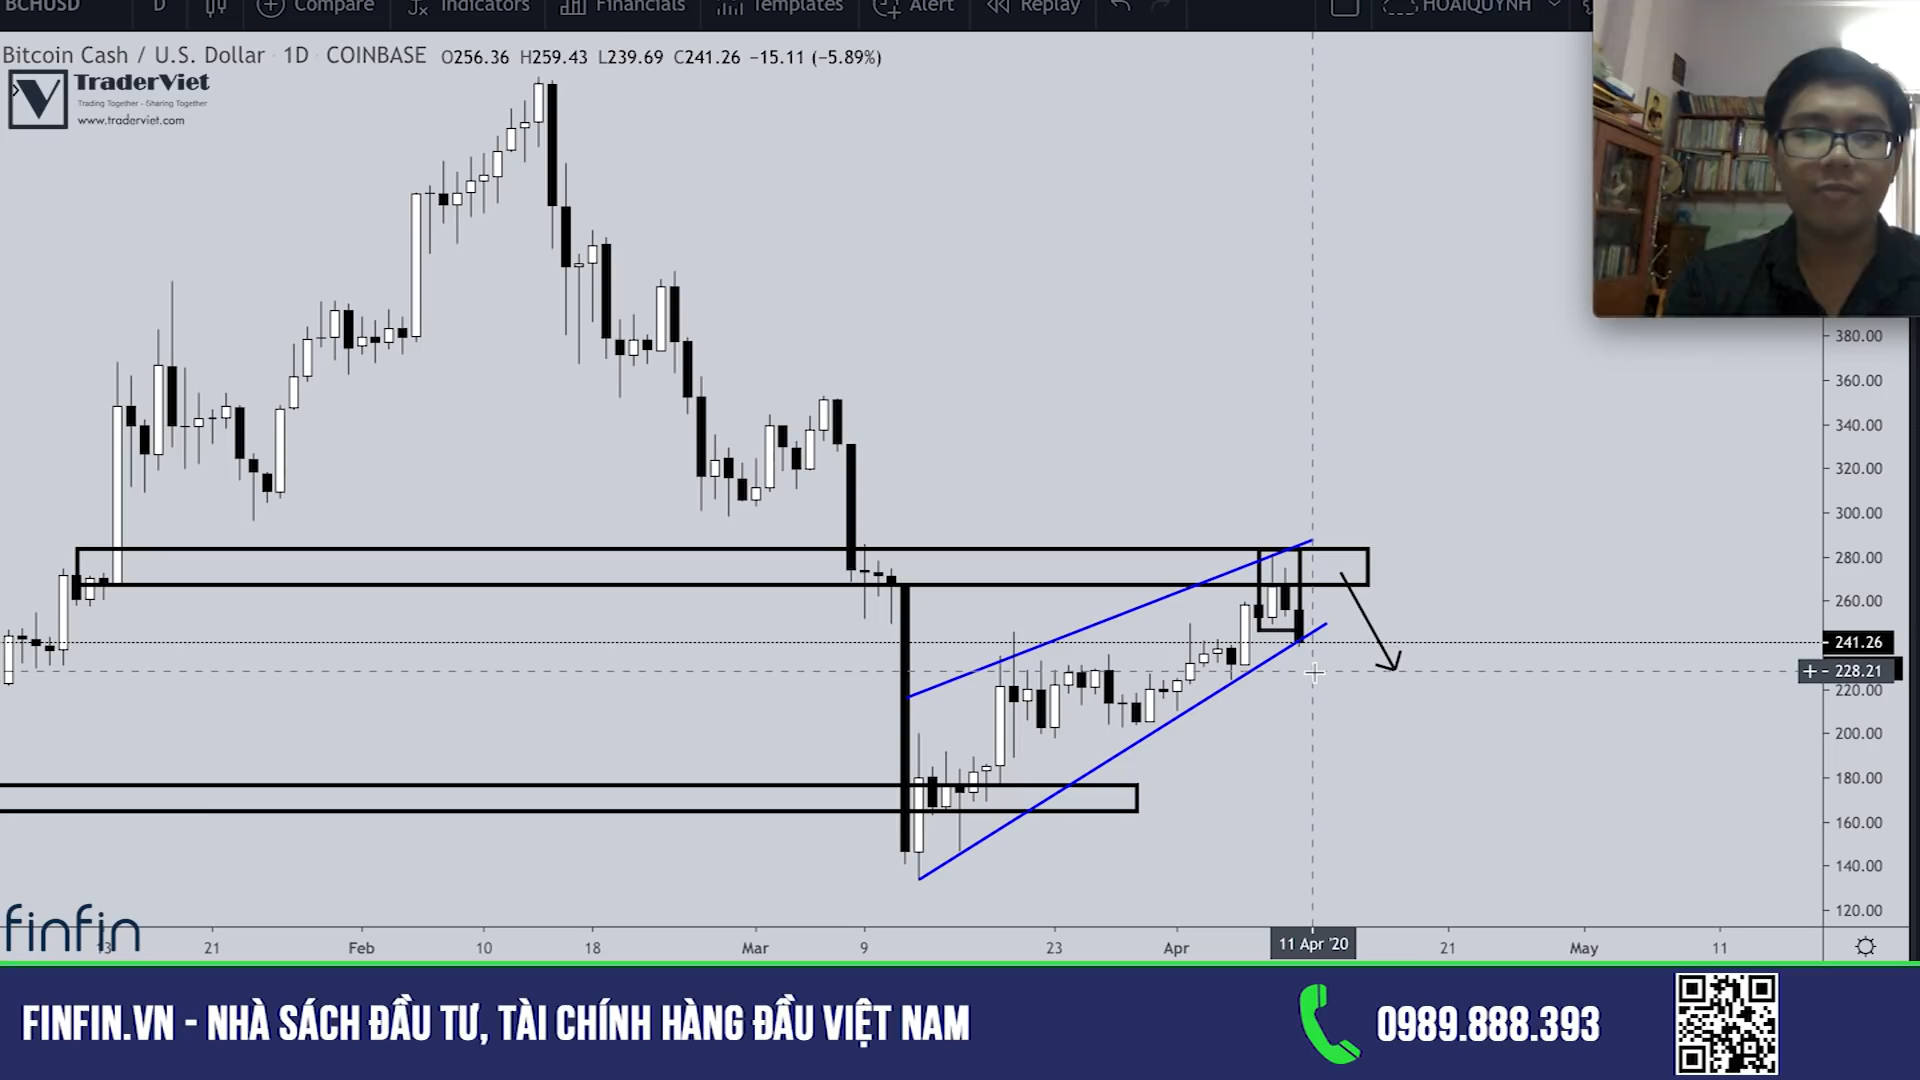 BCHUSD D Compare Indicators Financials Templates Alert Replay HOAIQUYNH
Bitcoin Cash / U.S. Dollar 1D COINBASE O256.36 H259.43 L239.69 C241.26 −15.11 (−5.89%)
TraderViet
Trading Together - Sharing Together
www.traderviet.com
380.00
360.00
340.00
320.00
300.00
280.00
260.00
241.26
228.21
220.00
200.00
180.00
160.00
140.00
120.00
finfin
13 21 Feb 10 18 Mar 9 23 Apr 11 Apr '20 21 May 11
FINFIN.VN - NHÀ SÁCH ĐẦU TƯ, TÀI CHÍNH HÀNG ĐẦU VIỆT NAM
0989.888.393